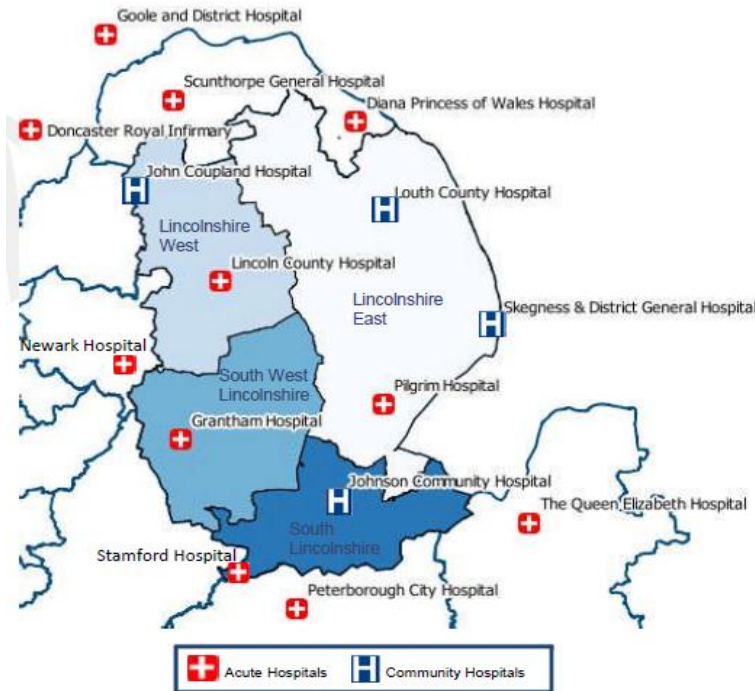 Goole and District Hospital
Scunthorpe General Hospital
Diana Princess of Wales Hospital
Doncaster Royal Infirmary
John Coupland Hospital
Louth County Hospital
Lincolnshire
West
Lincoln County Hospital
Lincolnshire
East
Skegness & District General Hospital
Newark Hospital
South West
Lincolnshire
Pilgrim Hospital
Grantham Hospital
Johnson Community Hospital
The Queen Elizabeth Hospital
South
Lincolnshire
Stamford Hospital
Peterborough City Hospital
Acute Hospitals
H Community Hospitals